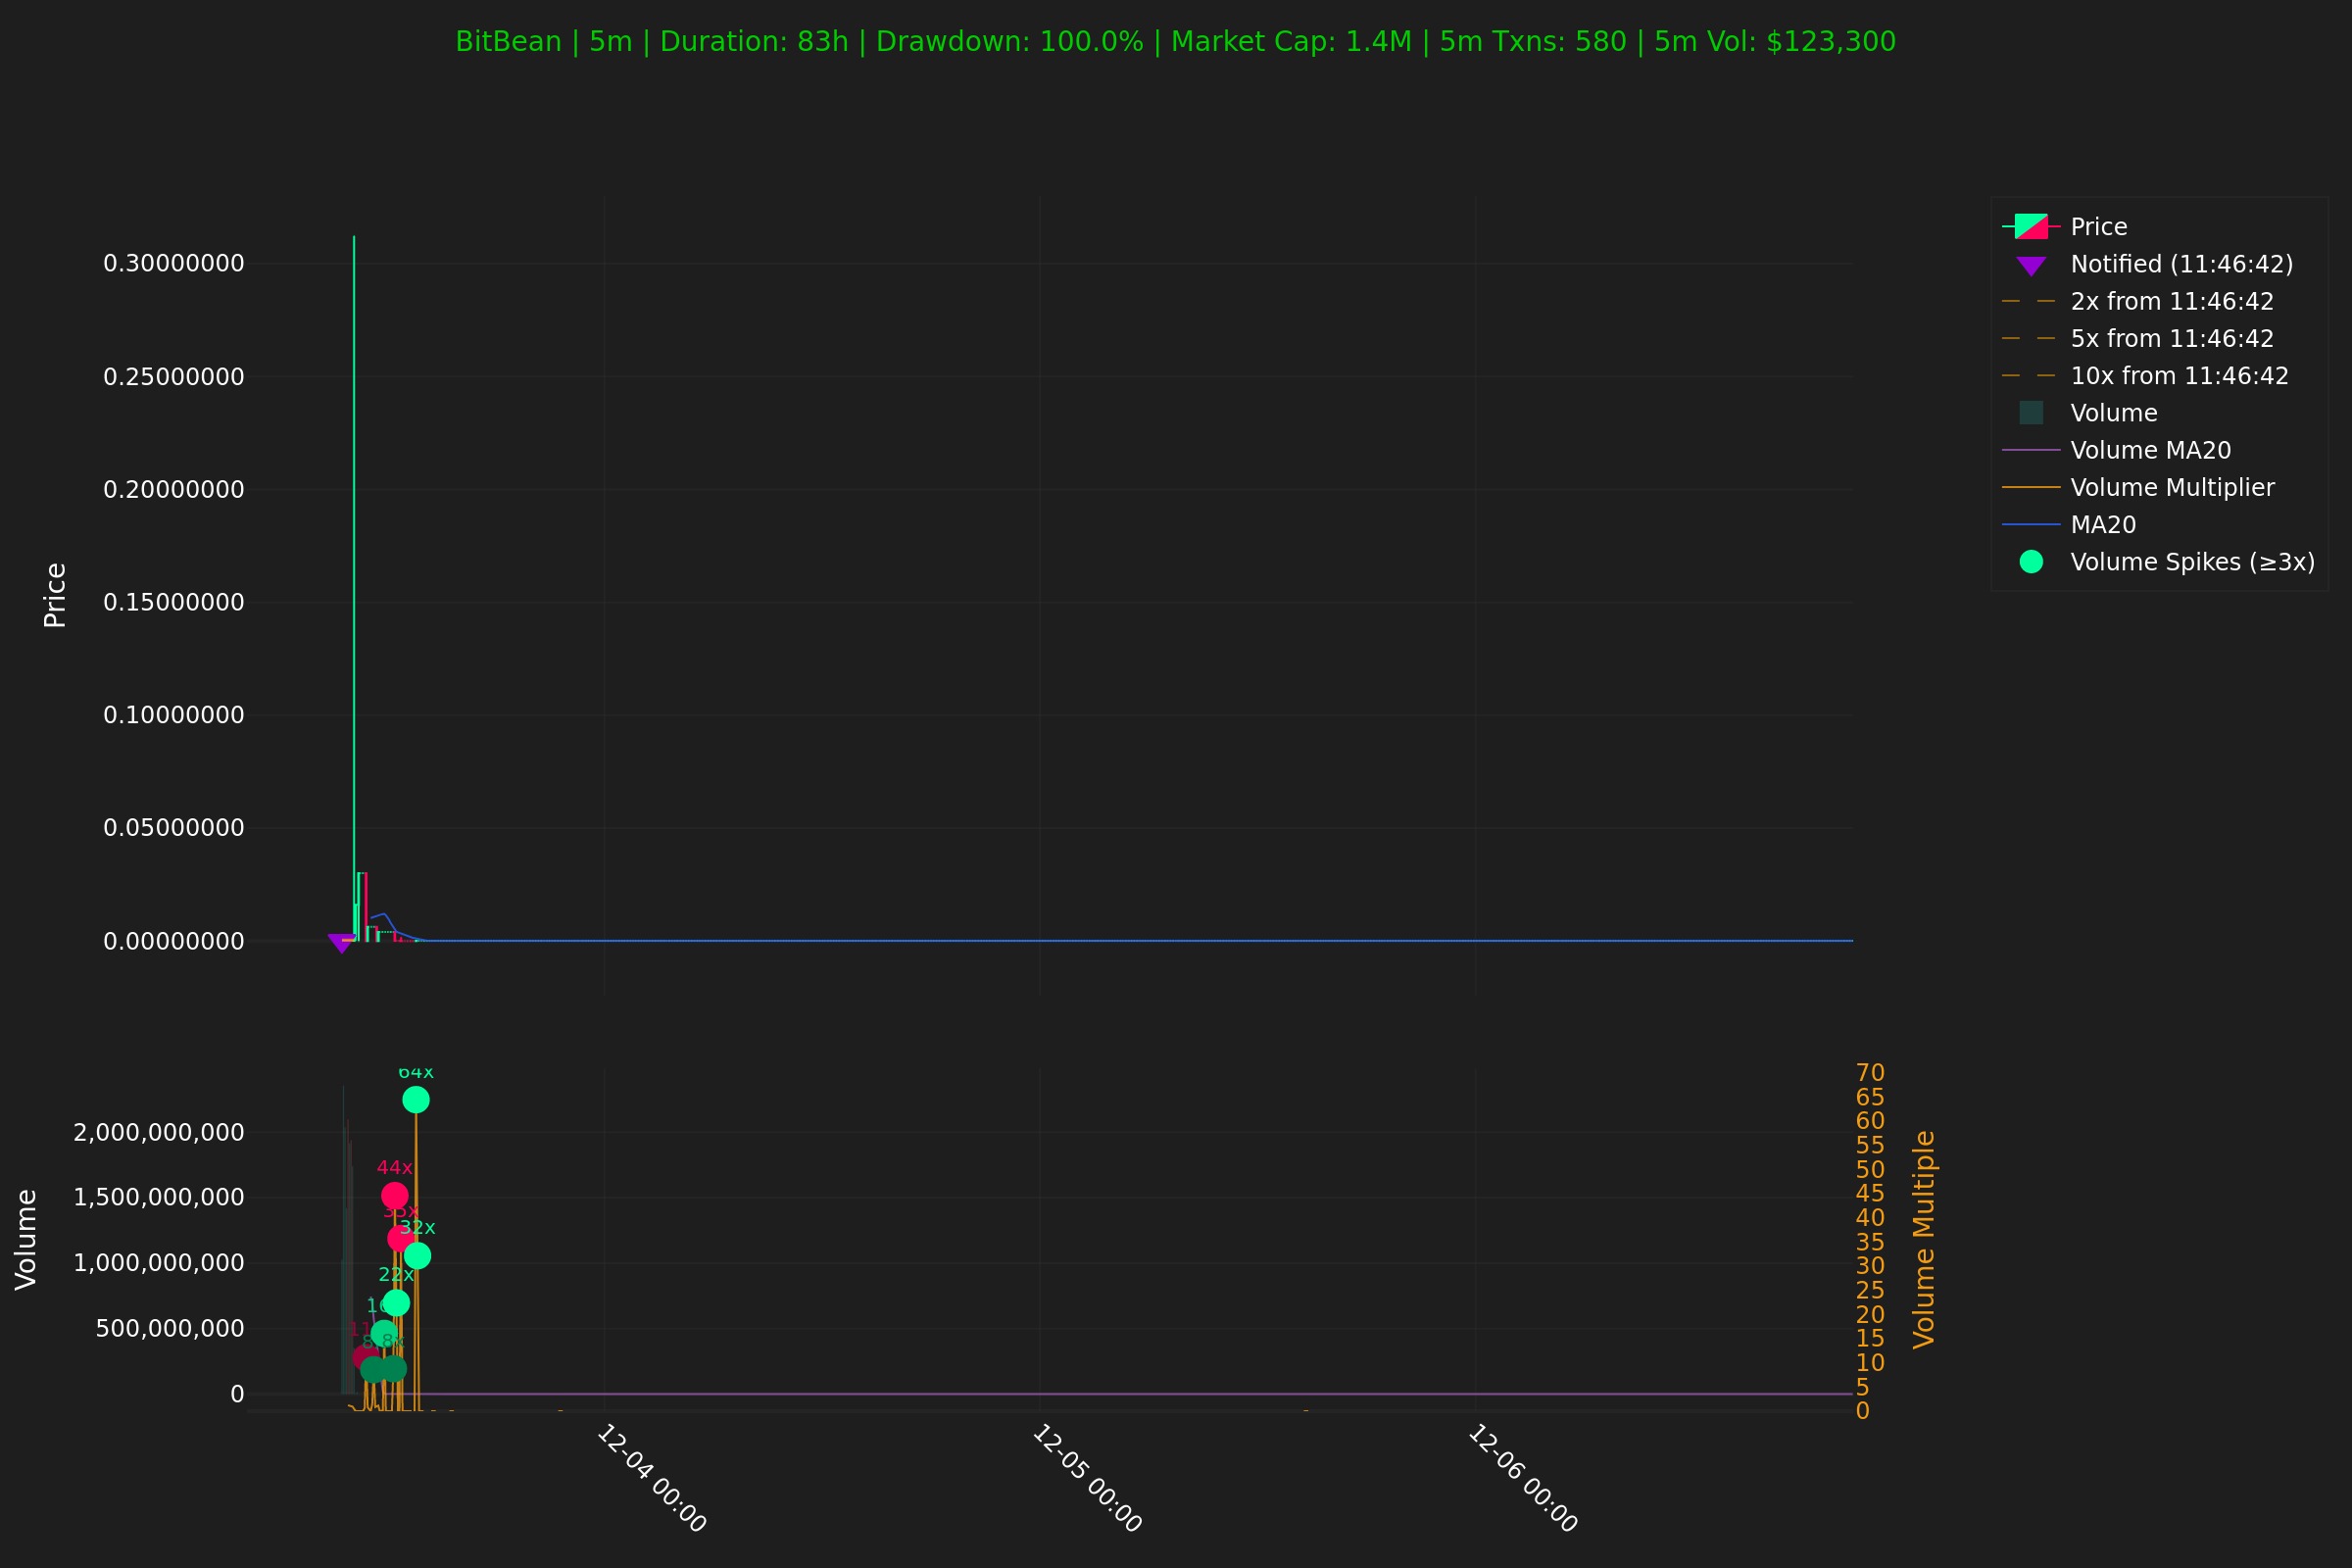 BitBean | 5m | Duration: 83h | Drawdown: 100.0% | Market Cap: 1.4M | 5m Txns: 580 | 5m Vol: $123,300
Price
0.30000000
0.25000000
0.20000000
0.15000000
0.10000000
0.05000000
0.00000000
Price
Notified (11:46:42)
2x from 11:46:42
5x from 11:46:42
10x from 11:46:42
Volume
Volume MA20
Volume Multiplier
MA20
Volume Spikes (≥3x)
Volume
2,000,000,000
1,500,000,000
1,000,000,000
500,000,000
0
64x
44x
35x
32x
22x
8x
70
65
60
55
50
45
40
35
30
25
20
15
10
5
0
Volume Multiple
12-04 00:00
12-05 00:00
12-06 00:00